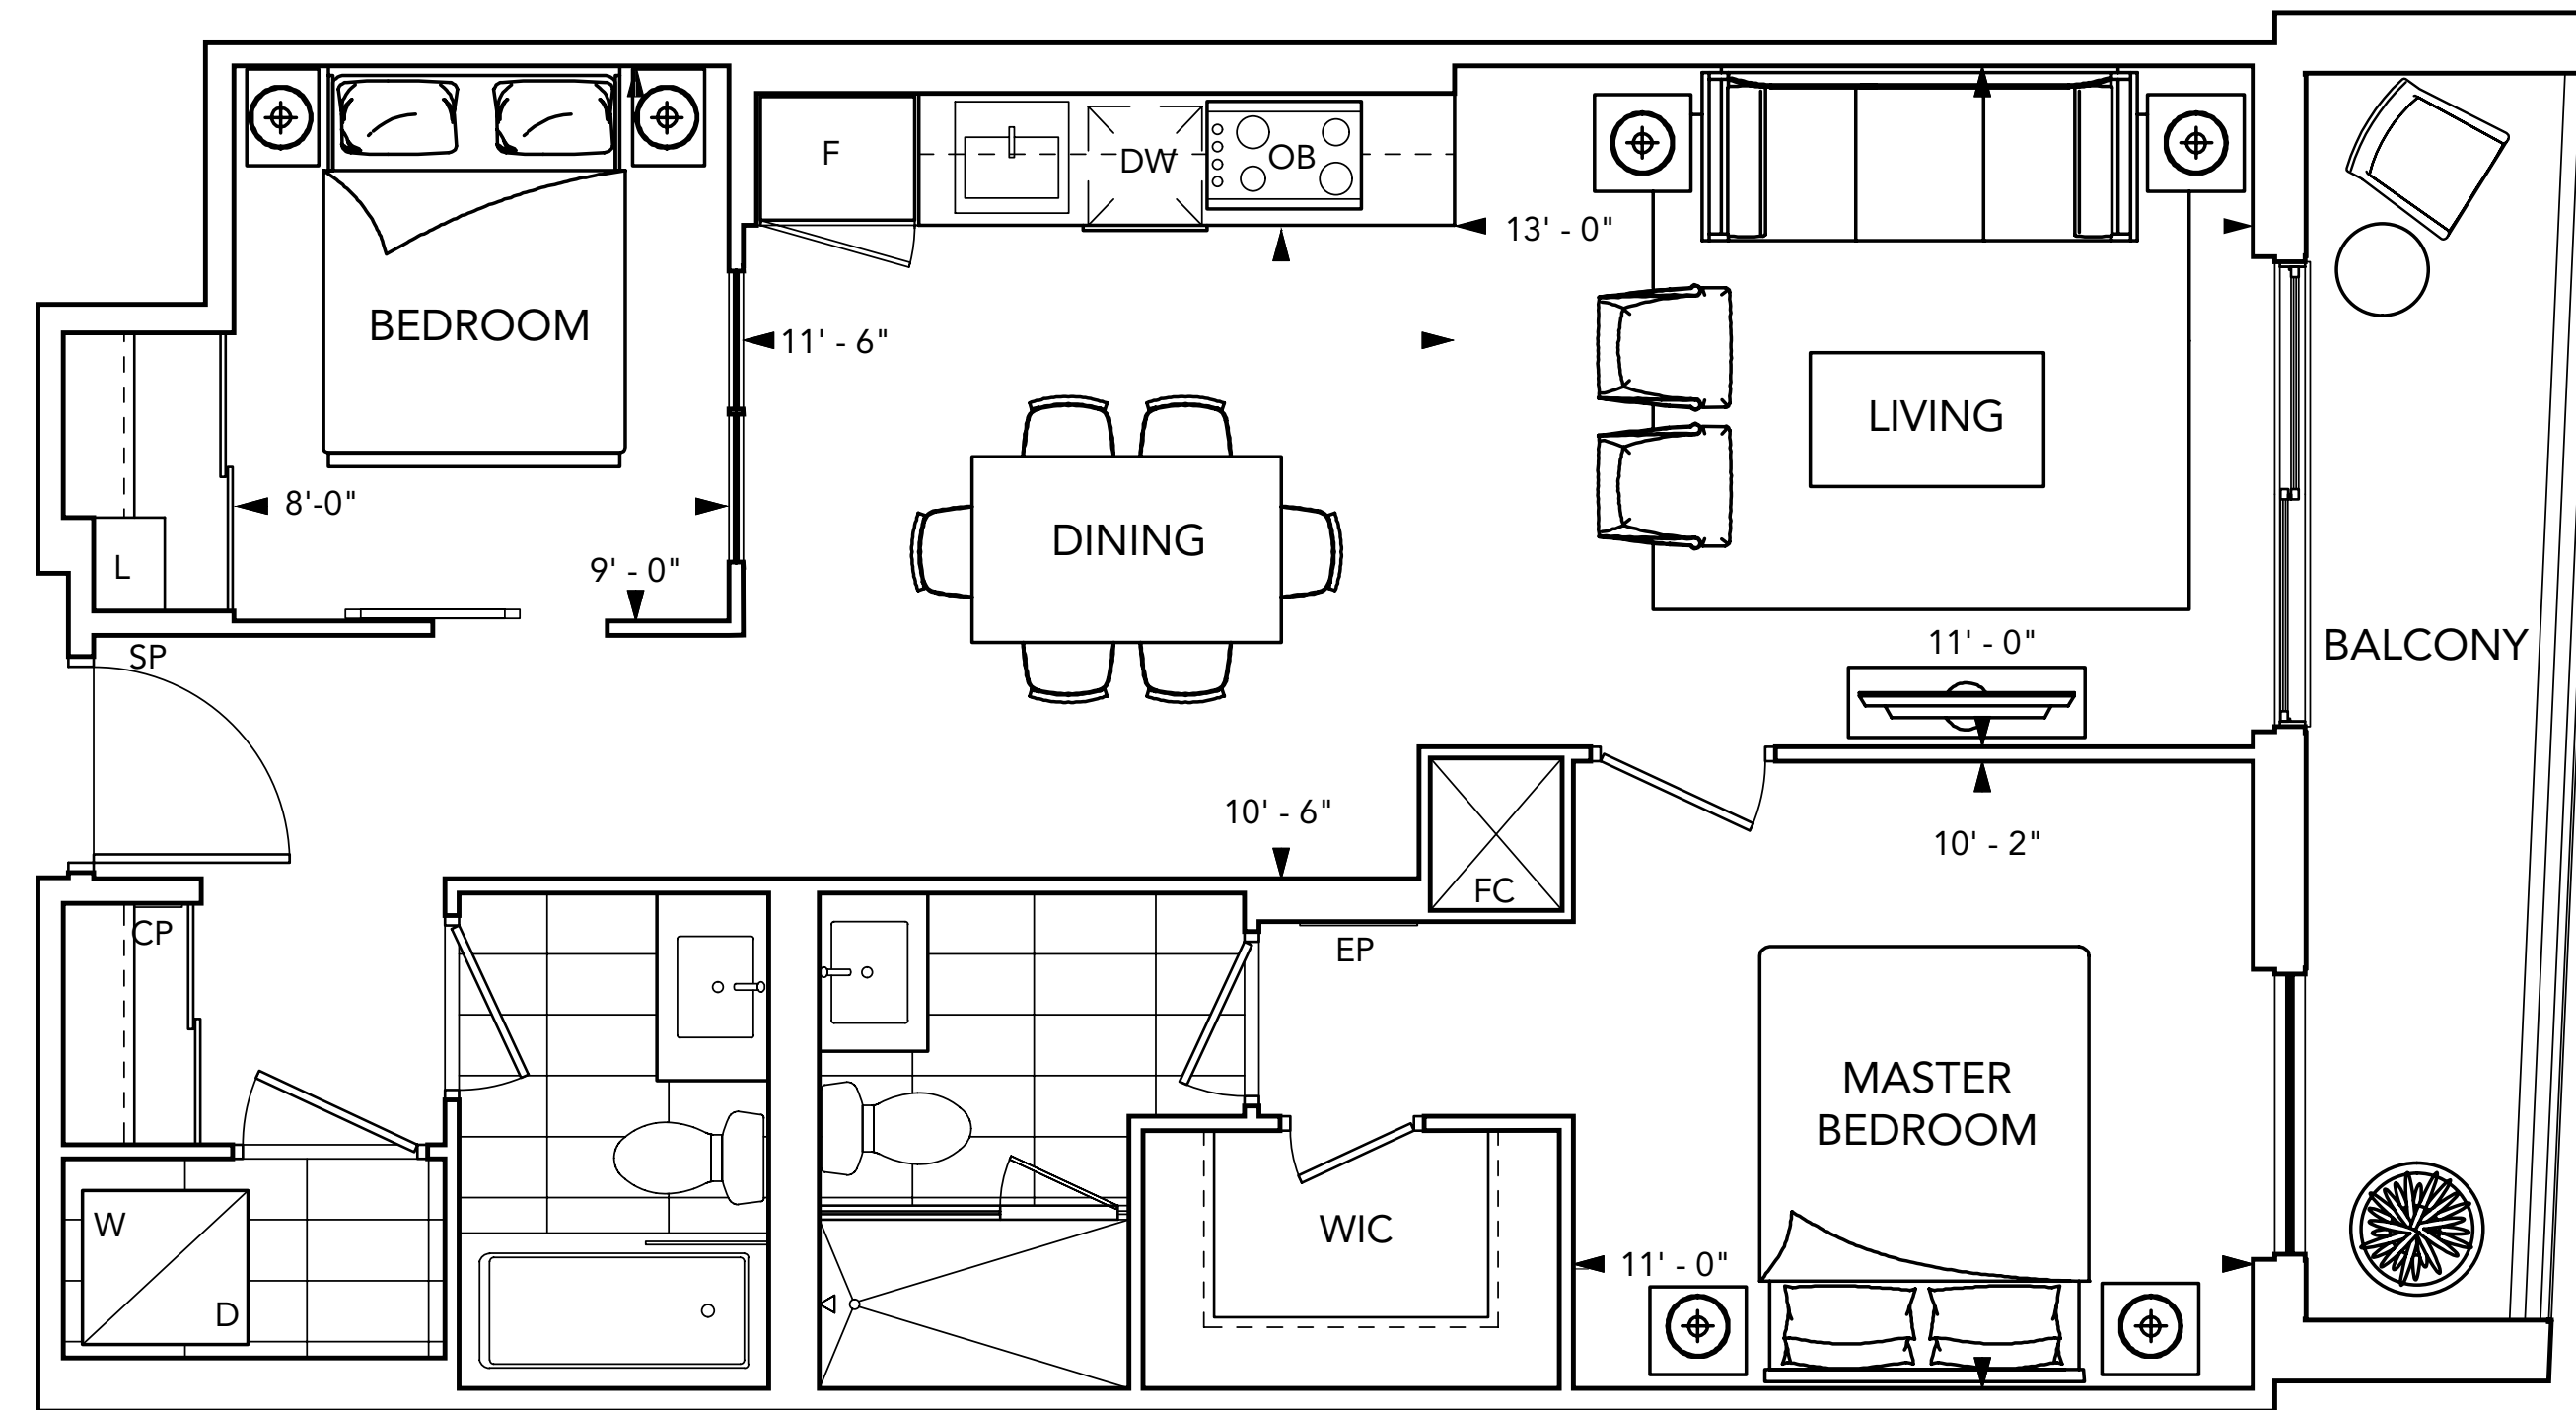 F
DW
OB
13' - 0"
BEDROOM
11' - 6"
LIVING
8'-0"
DINING
L
9' - 0"
SP
11' - 0"
BALCONY
10' - 6"
10' - 2"
FC
CP
EP
MASTER
BEDROOM
W
WIC
11' - 0"
D